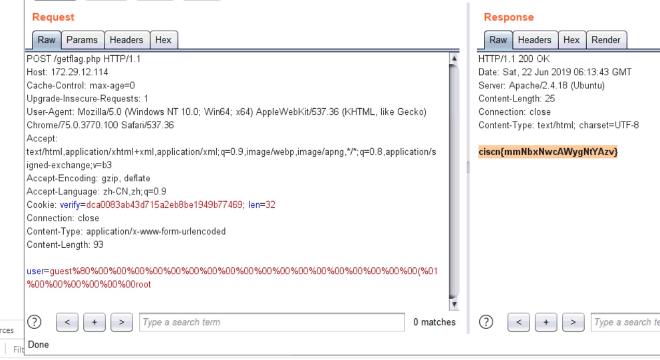 Request
Raw Params Headers Hex
POST /getflag.php HTTP/1.1
Host: 172.29.12.114
Cache-Control: max-age=0
Upgrade-Insecure-Requests: 1
User-Agent: Mozilla/5.0 (Windows NT 10.0; Win64; x64) AppleWebKit/537.36 (KHTML, like Gecko)
Chrome/75.0.3770.100 Safari/537.36
Accept:
text/html,application/xhtml+xml,application/xml;q=0.9,image/webp,image/apng,*/*;q=0.8,application/s
igned-exchange;v=b3
Accept-Encoding: gzip, deflate
Accept-Language: zh-CN,zh;q=0.9
Cookie: verify=dca0083ab43d715a2eb8be1949b77469; len=32
Connection: close
Content-Type: application/x-www-form-urlencoded
Content-Length: 93
user=guest%80%00%00%00%00%00%00%00%00%00%00%00%00%00%00%00%00%00%00(%01
%00%00%00%00%00%00%00root
? < + > Type a search term 0 matches
Done
Response
Raw Headers Hex Render
HTTP/1.1 200 OK
Date: Sat, 22 Jun 2019 06:13:43 GMT
Server: Apache/2.4.18 (Ubuntu)
Content-Length: 25
Connection: close
Content-Type: text/html; charset=UTF-8
ciscn{mmNbxNwcAWygNtYAzv}
? < + > Type a search te
rces
Filt